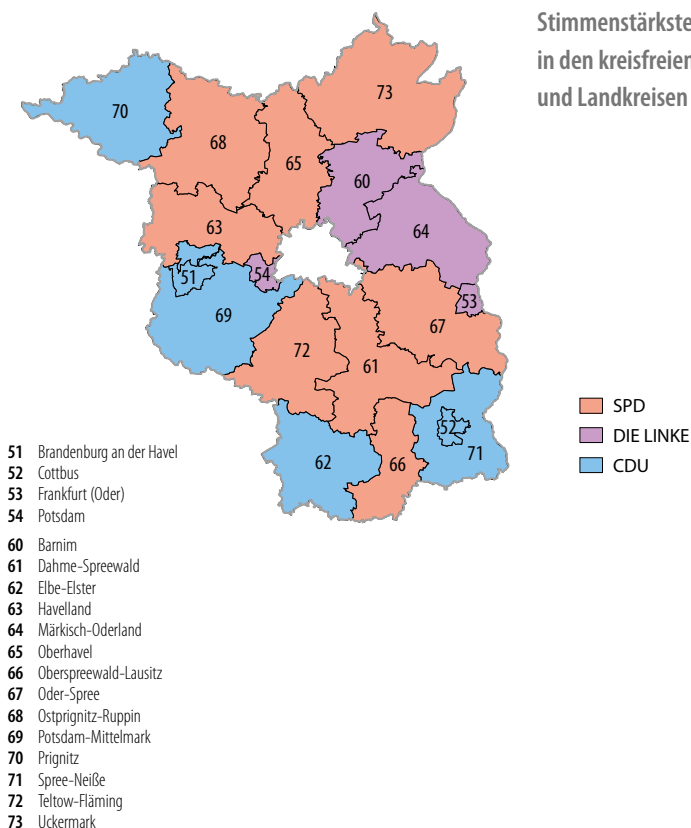 Stimmenstärkste
in den kreisfreien
und Landkreisen
73
70
68
65
60
63
64
51
54
53
69
67
72
61
52
71
62
66
SPD
DIE LINKE
CDU
51 Brandenburg an der Havel
52 Cottbus
53 Frankfurt (Oder)
54 Potsdam
60 Barnim
61 Dahme-Spreewald
62 Elbe-Elster
63 Havelland
64 Märkisch-Oderland
65 Oberhavel
66 Oberspreewald-Lausitz
67 Oder-Spree
68 Ostprignitz-Ruppin
69 Potsdam-Mittelmark
70 Prignitz
71 Spree-Neiße
72 Teltow-Fläming
73 Uckermark